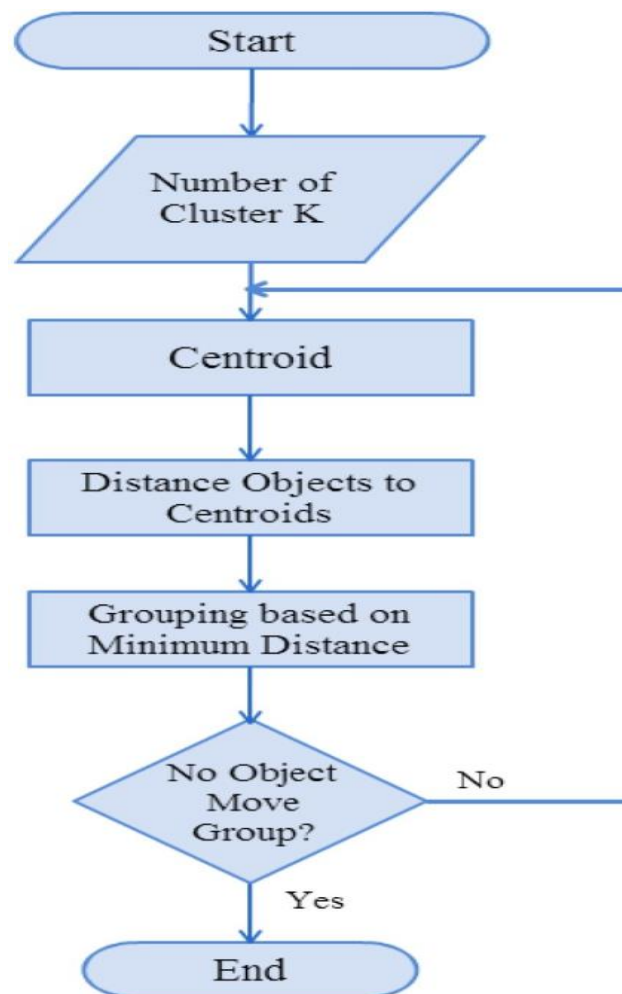 Start
Number of
Cluster K
Centroid
Distance Objects to
Centroids
Grouping based on
Minimum Distance
No Object
Move
Group?
No
Yes
End